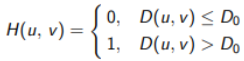 H(u, v) = { 0, D(u, v) ≤ D₀
1, D(u, v) > D₀